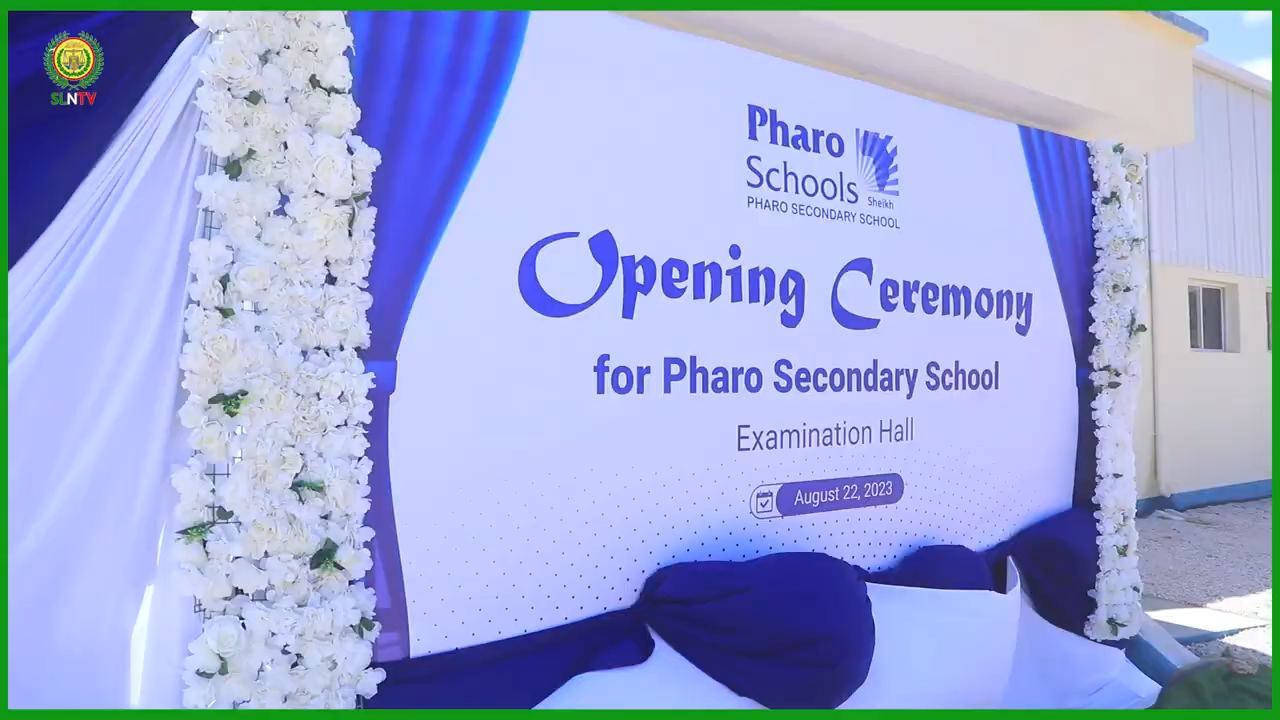 SLNTV
Pharo
Schools
Sheikh
PHARO SECONDARY SCHOOL
Opening Ceremony
for Pharo Secondary School
Examination Hall
August 22, 2023